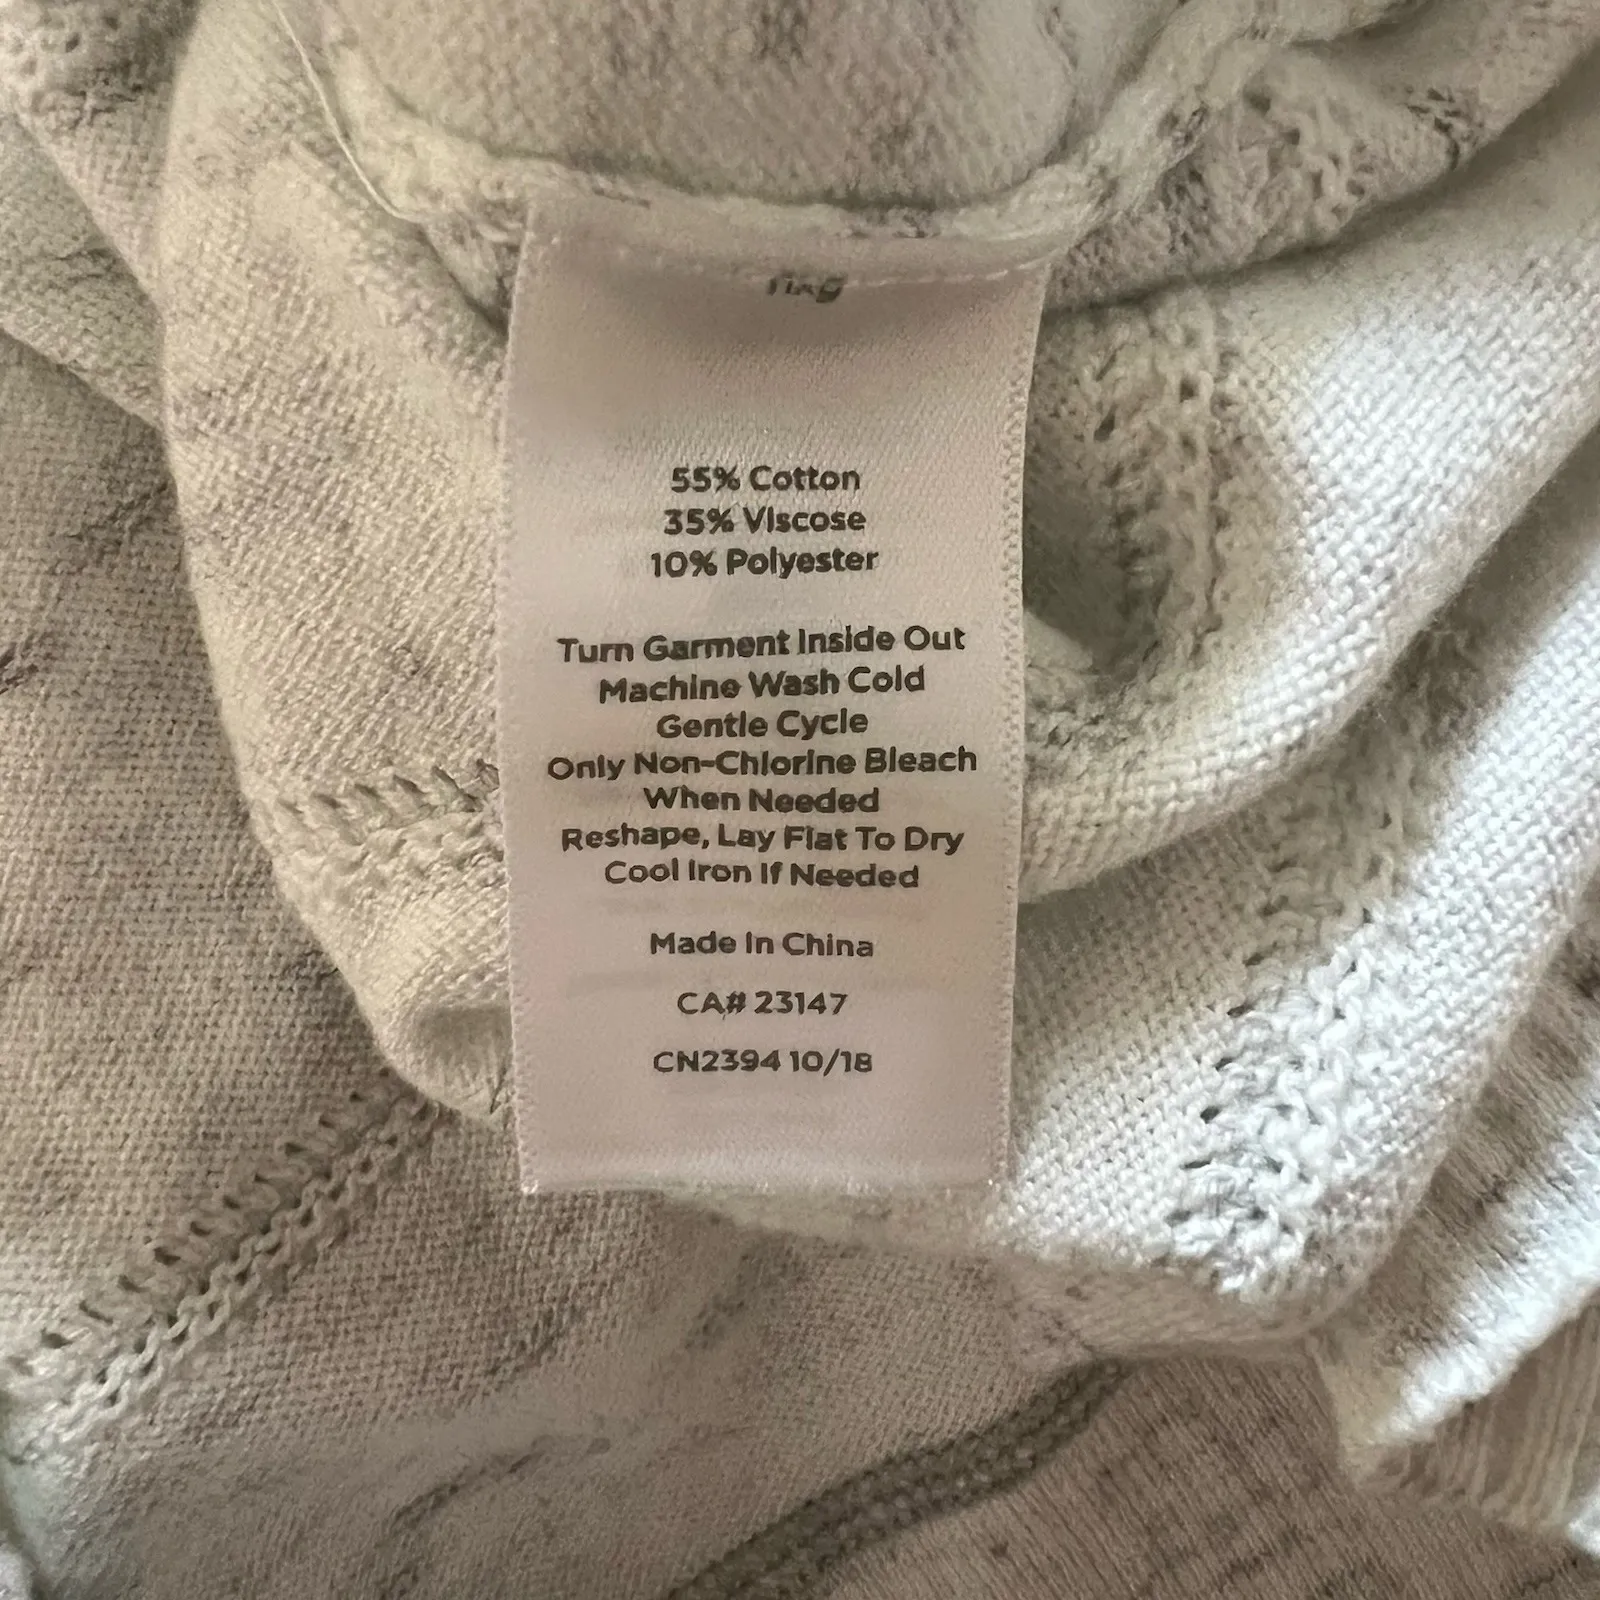 55% Cotton
35% Viscose
10% Polyester
Turn Garment Inside Out
Machine Wash Cold
Gentle Cycle
Only Non-Chlorine Bleach
When Needed
Reshape, Lay Flat To Dry
Cool Iron If Needed
Made In China
CA# 23147
CN2394 10/18